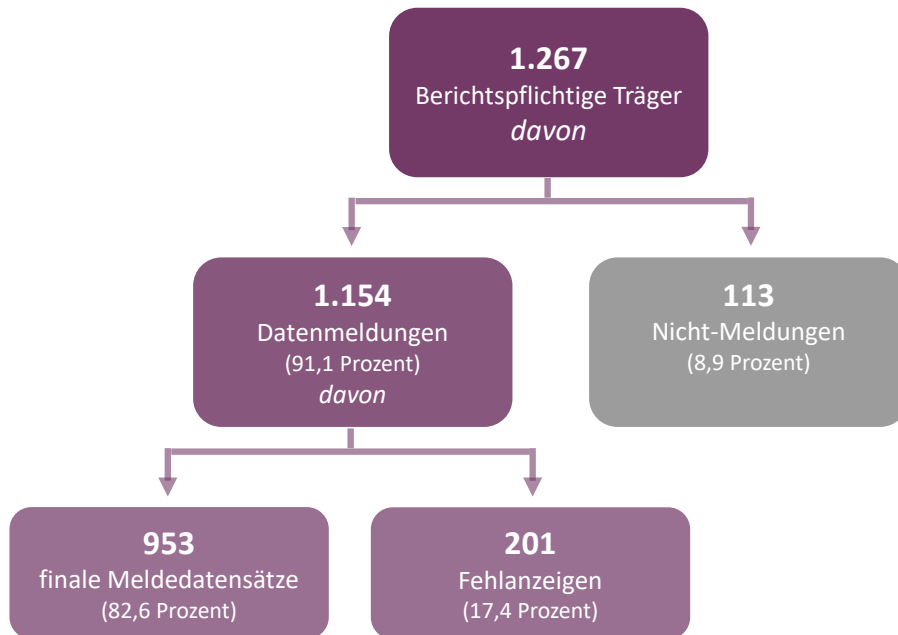 1.267
Berichtspflichtige Träger
davon
1.154
Datenmeldungen
(91,1 Prozent)
davon
113
Nicht-Meldungen
(8,9 Prozent)
953
finale Meldedatensätze
(82,6 Prozent)
201
Fehlanzeigen
(17,4 Prozent)